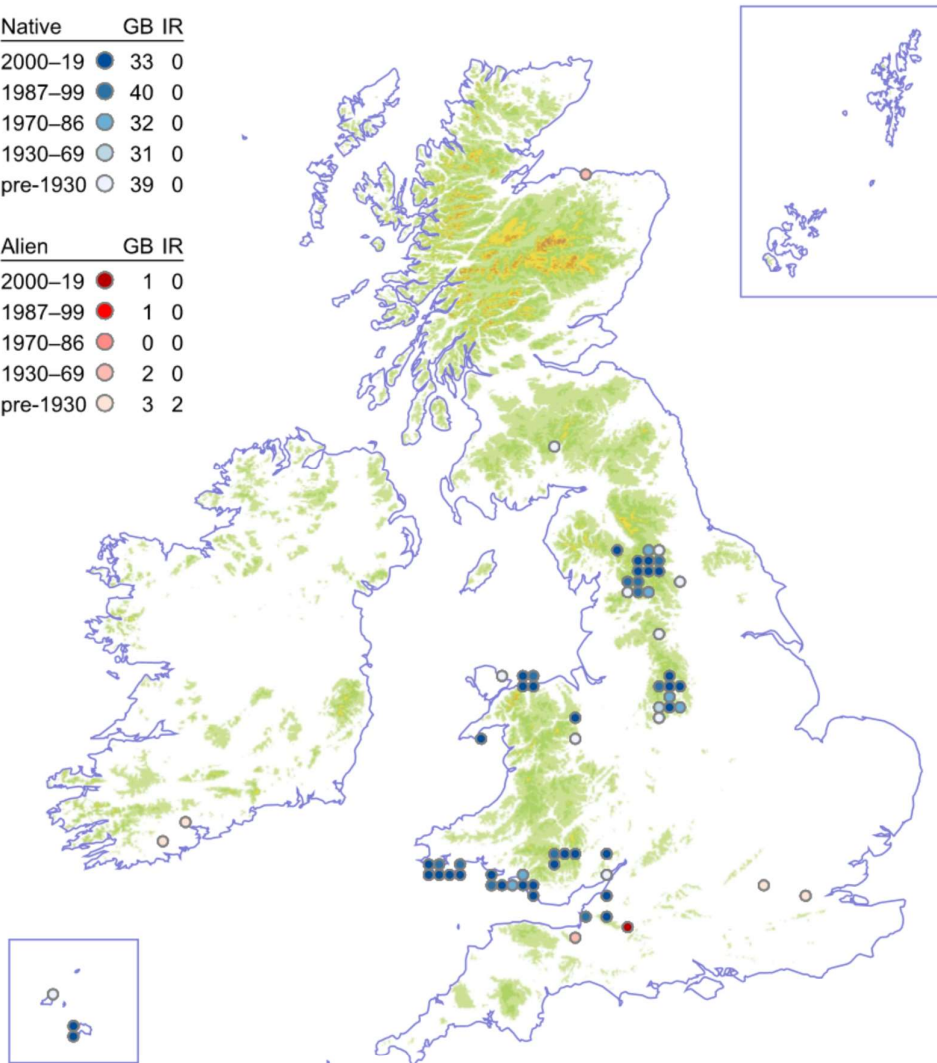 Native GB IR
2000–19 33 0
1987–99 40 0
1970–86 32 0
1930–69 31 0
pre-1930 39 0
Alien GB IR
2000–19 1 0
1987–99 1 0
1970–86 0 0
1930–69 2 0
pre-1930 3 2